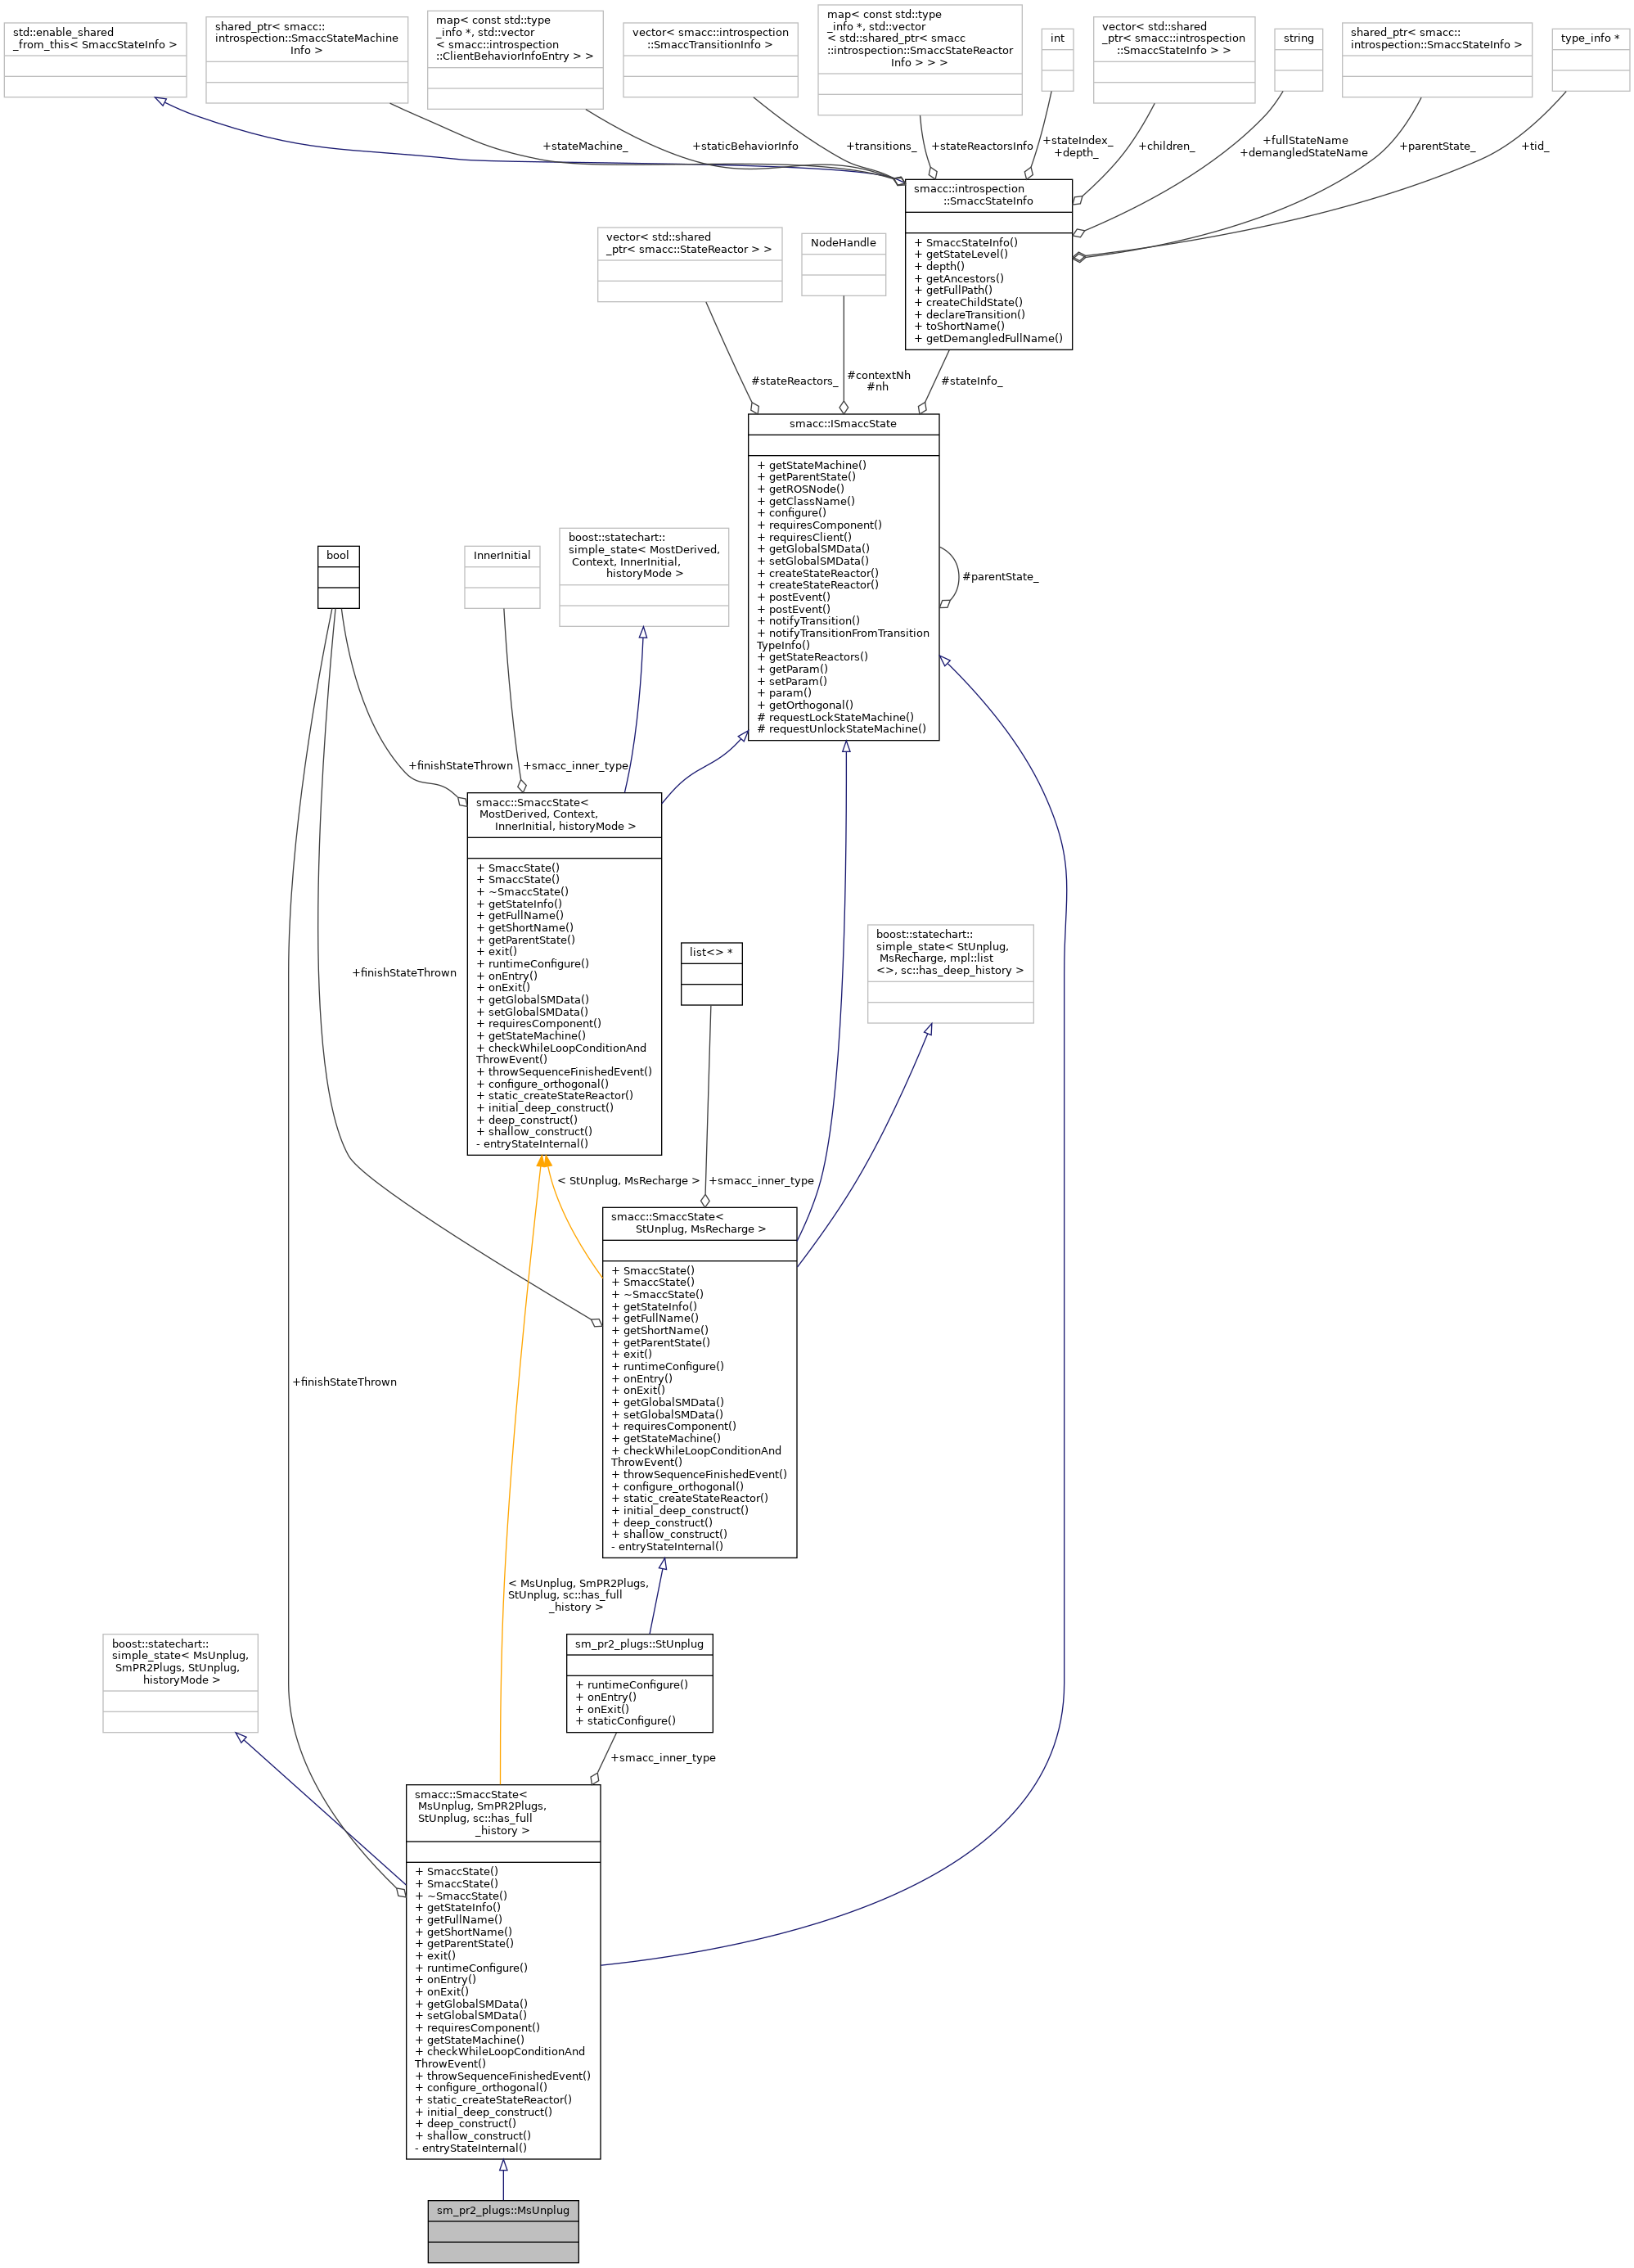 std::enable_shared
_from_this< SmaccStateInfo >
shared_ptr< smacc::
introspection::SmaccStateMachine
Info >
map< const std::type
_info *, std::vector
< smacc::introspection
::ClientBehaviorInfoEntry > >
vector< smacc::introspection
::SmaccTransitionInfo >
map< const std::type
_info *, std::vector
< std::shared_ptr< smacc
::introspection::SmaccStateReactor
Info > > >
int
vector< std::shared
_ptr< smacc::introspection
::SmaccStateInfo > >
string
shared_ptr< smacc::
introspection::SmaccStateInfo >
type_info *
+stateMachine_
+staticBehaviorInfo
+transitions_
+stateReactorsInfo
+stateIndex_
+depth_
+children_
+fullStateName
+demangledStateName
+parentState_
+tid_
smacc::introspection
::SmaccStateInfo
+ SmaccStateInfo()
+ getStateLevel()
+ depth()
+ getAncestors()
+ getFullPath()
+ createChildState()
+ declareTransition()
+ toShortName()
+ getDemangledFullName()
vector< std::shared
_ptr< smacc::StateReactor > >
NodeHandle
#stateReactors_
#contextNh
#nh
#stateInfo_
smacc::ISmaccState
+ getStateMachine()
+ getParentState()
+ getROSNode()
+ getClassName()
+ configure()
+ requiresComponent()
+ requiresClient()
+ getGlobalSMData()
+ setGlobalSMData()
+ createStateReactor()
+ createStateReactor()
+ postEvent()
+ postEvent()
+ notifyTransition()
+ notifyTransitionFromTransition
TypeInfo()
+ getStateReactors()
+ getParam()
+ setParam()
+ param()
+ getOrthogonal()
# requestLockStateMachine()
# requestUnlockStateMachine()
#parentState_
bool
InnerInitial
boost::statechart::
simple_state< MostDerived,
Context, InnerInitial,
historyMode >
+finishStateThrown
+smacc_inner_type
smacc::SmaccState<
MostDerived, Context,
InnerInitial, historyMode >
+ SmaccState()
+ SmaccState()
+ ~SmaccState()
+ getStateInfo()
+ getFullName()
+ getShortName()
+ getParentState()
+ exit()
+ runtimeConfigure()
+ onEntry()
+ onExit()
+ getGlobalSMData()
+ setGlobalSMData()
+ requiresComponent()
+ getStateMachine()
+ checkWhileLoopConditionAnd
ThrowEvent()
+ throwSequenceFinishedEvent()
+ configure_orthogonal()
+ static_createStateReactor()
+ initial_deep_construct()
+ deep_construct()
+ shallow_construct()
- entryStateInternal()
+finishStateThrown
list<> *
boost::statechart::
simple_state< StUnplug,
MsRecharge, mpl::list
<>, sc::has_deep_history >
< StUnplug, MsRecharge >
+smacc_inner_type
smacc::SmaccState<
StUnplug, MsRecharge >
+ SmaccState()
+ SmaccState()
+ ~SmaccState()
+ getStateInfo()
+ getFullName()
+ getShortName()
+ getParentState()
+ exit()
+ runtimeConfigure()
+ onEntry()
+ onExit()
+ getGlobalSMData()
+ setGlobalSMData()
+ requiresComponent()
+ getStateMachine()
+ checkWhileLoopConditionAnd
ThrowEvent()
+ throwSequenceFinishedEvent()
+ configure_orthogonal()
+ static_createStateReactor()
+ initial_deep_construct()
+ deep_construct()
+ shallow_construct()
- entryStateInternal()
+finishStateThrown
< MsUnplug, SmPR2Plugs,
StUnplug, sc::has_full
_history >
boost::statechart::
simple_state< MsUnplug,
SmPR2Plugs, StUnplug,
historyMode >
sm_pr2_plugs::StUnplug
+ runtimeConfigure()
+ onEntry()
+ onExit()
+ staticConfigure()
+smacc_inner_type
smacc::SmaccState<
MsUnplug, SmPR2Plugs,
StUnplug, sc::has_full
_history >
+ SmaccState()
+ SmaccState()
+ ~SmaccState()
+ getStateInfo()
+ getFullName()
+ getShortName()
+ getParentState()
+ exit()
+ runtimeConfigure()
+ onEntry()
+ onExit()
+ getGlobalSMData()
+ setGlobalSMData()
+ requiresComponent()
+ getStateMachine()
+ checkWhileLoopConditionAnd
ThrowEvent()
+ throwSequenceFinishedEvent()
+ configure_orthogonal()
+ static_createStateReactor()
+ initial_deep_construct()
+ deep_construct()
+ shallow_construct()
- entryStateInternal()
sm_pr2_plugs::MsUnplug